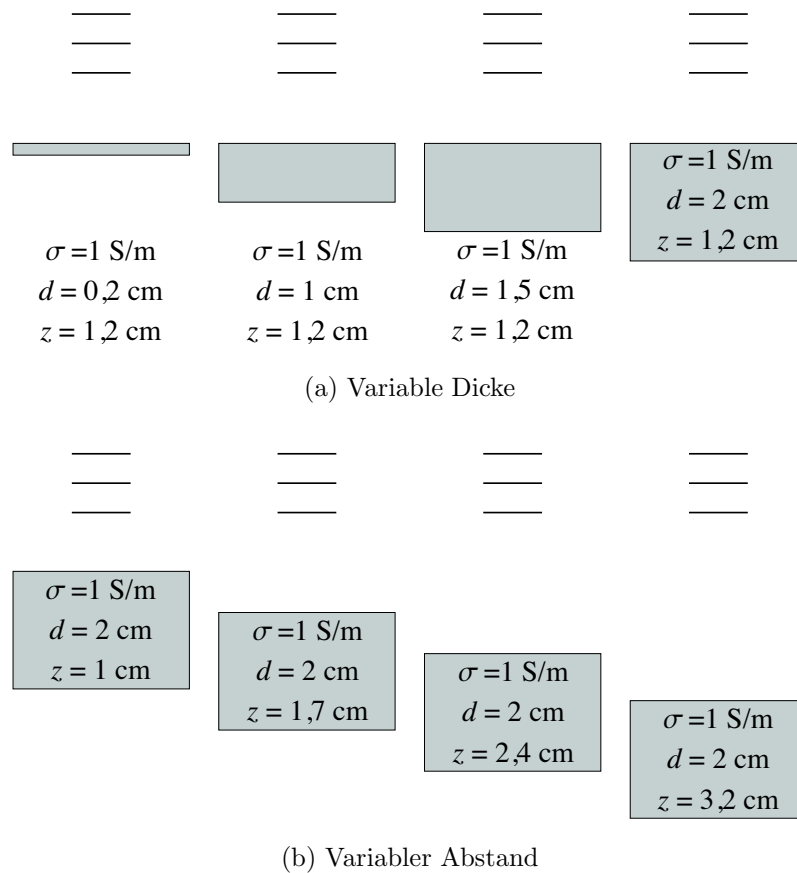 σ =1 S/m
d = 2 cm
z = 1,2 cm
σ =1 S/m
d = 0,2 cm
z = 1,2 cm
σ =1 S/m
d = 1 cm
z = 1,2 cm
σ =1 S/m
d = 1,5 cm
z = 1,2 cm
(a) Variable Dicke
σ =1 S/m
d = 2 cm
z = 1 cm
σ =1 S/m
d = 2 cm
z = 1,7 cm
σ =1 S/m
d = 2 cm
z = 2,4 cm
σ =1 S/m
d = 2 cm
z = 3,2 cm
(b) Variabler Abstand